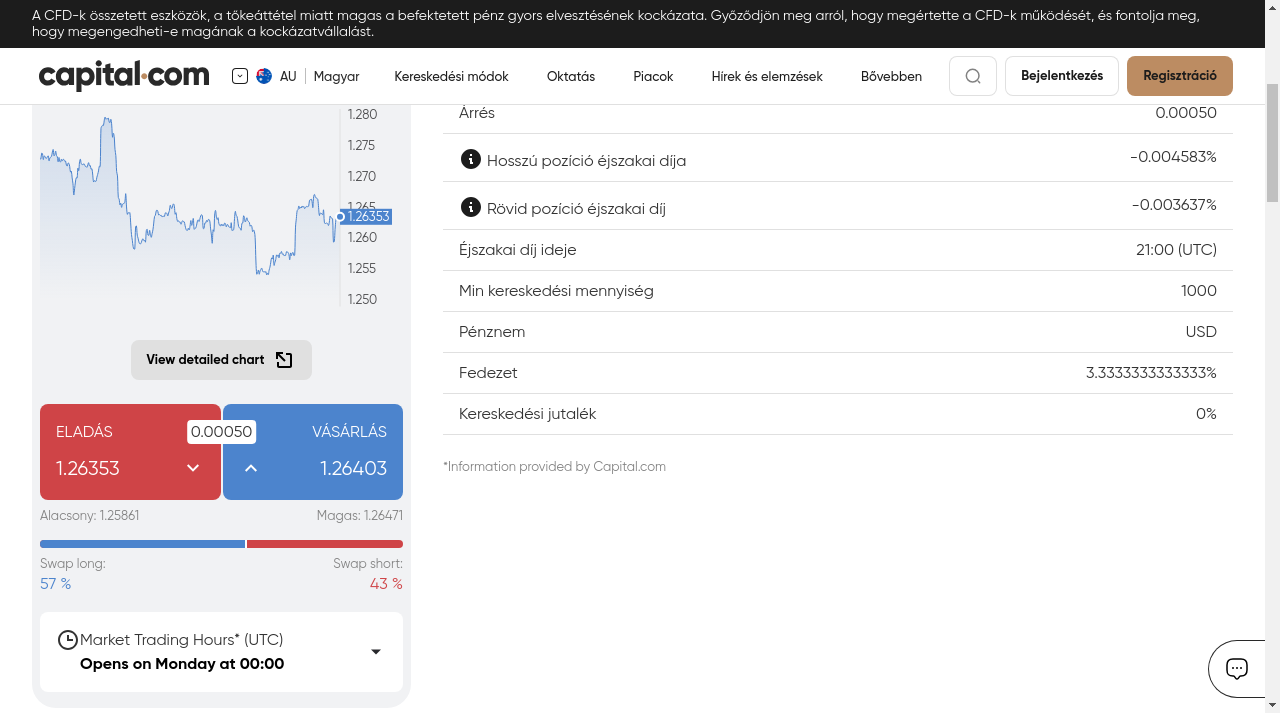 A CFD-k összetett eszközök, a tőkeáttétel miatt magas a befektetett pénz gyors elvesztésének kockázata. Győződjön meg arról, hogy megértette a CFD-k működését, és fontolja meg,
hogy megengedheti-e magának a kockázatvállalást.
capital.com
AU
Magyar
Kereskedési módok
Oktatás
Piacok
Hírek és elemzések
Bővebben
Bejelentkezés
Regisztráció
1.280
1.275
1.270
1.265
1.26353
1.260
1.255
1.250
View detailed chart
ELADÁS
0.00050
VÁSÁRLÁS
1.26353
1.26403
Alacsony: 1.25861
Magas: 1.26471
Swap long:
Swap short:
57 %
43 %
Market Trading Hours* (UTC)
Opens on Monday at 00:00
Árrés 0.00050
Hosszú pozíció éjszakai díja -0.004583%
Rövid pozíció éjszakai díj -0.003637%
Éjszakai díj ideje 21:00 (UTC)
Min kereskedési mennyiség 1000
Pénznem USD
Fedezet 3.3333333333333%
Kereskedési jutalék 0%
*Information provided by Capital.com